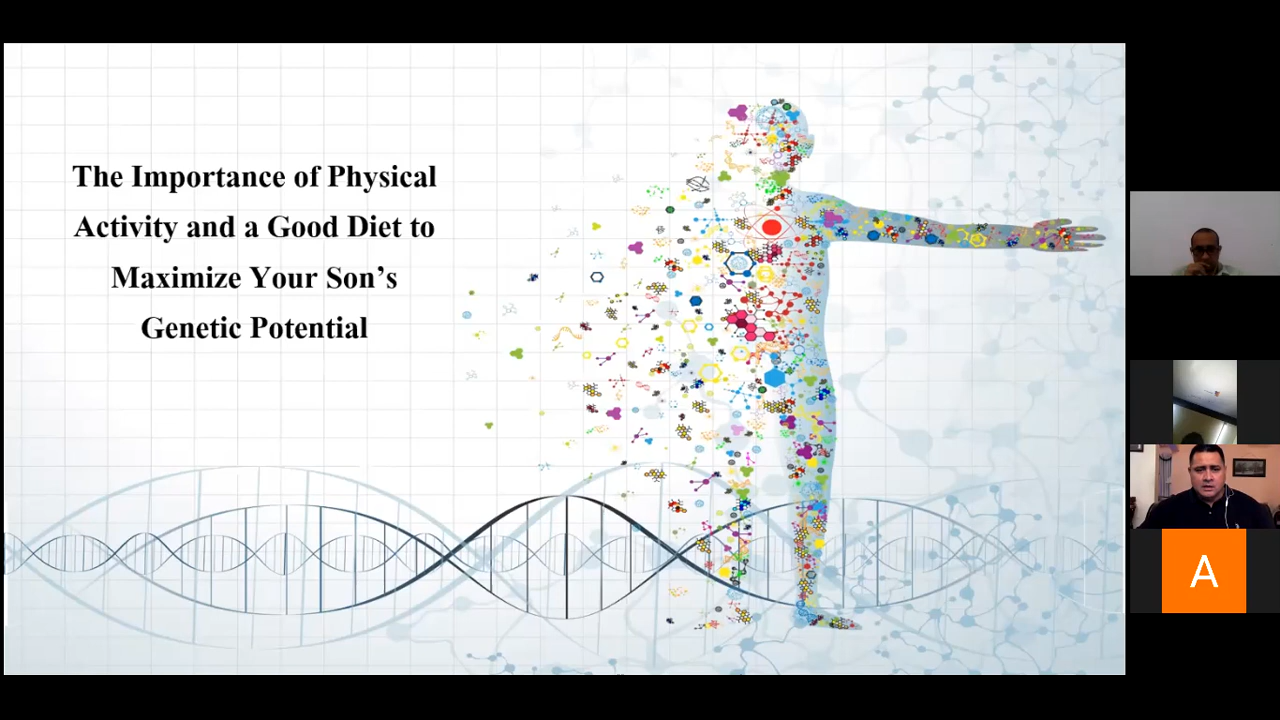 The Importance of Physical
Activity and a Good Diet to
Maximize Your Son’s
Genetic Potential
A